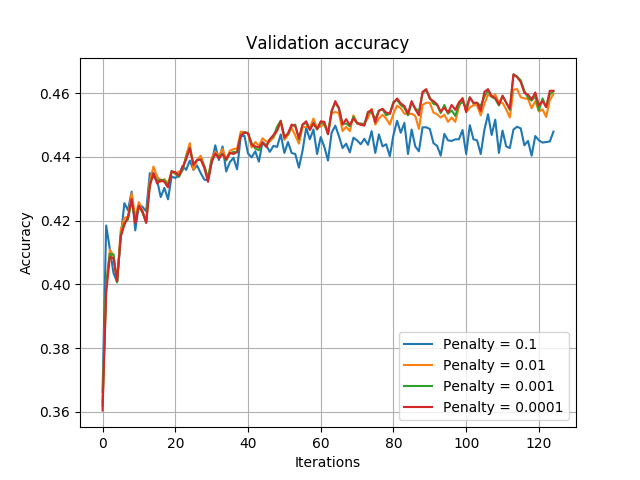 Validation accuracy
Accuracy
0.46
0.44
0.42
0.40
0.38
0.36
Penalty = 0.1
Penalty = 0.01
Penalty = 0.001
Penalty = 0.0001
0 20 40 60 80 100 120
Iterations